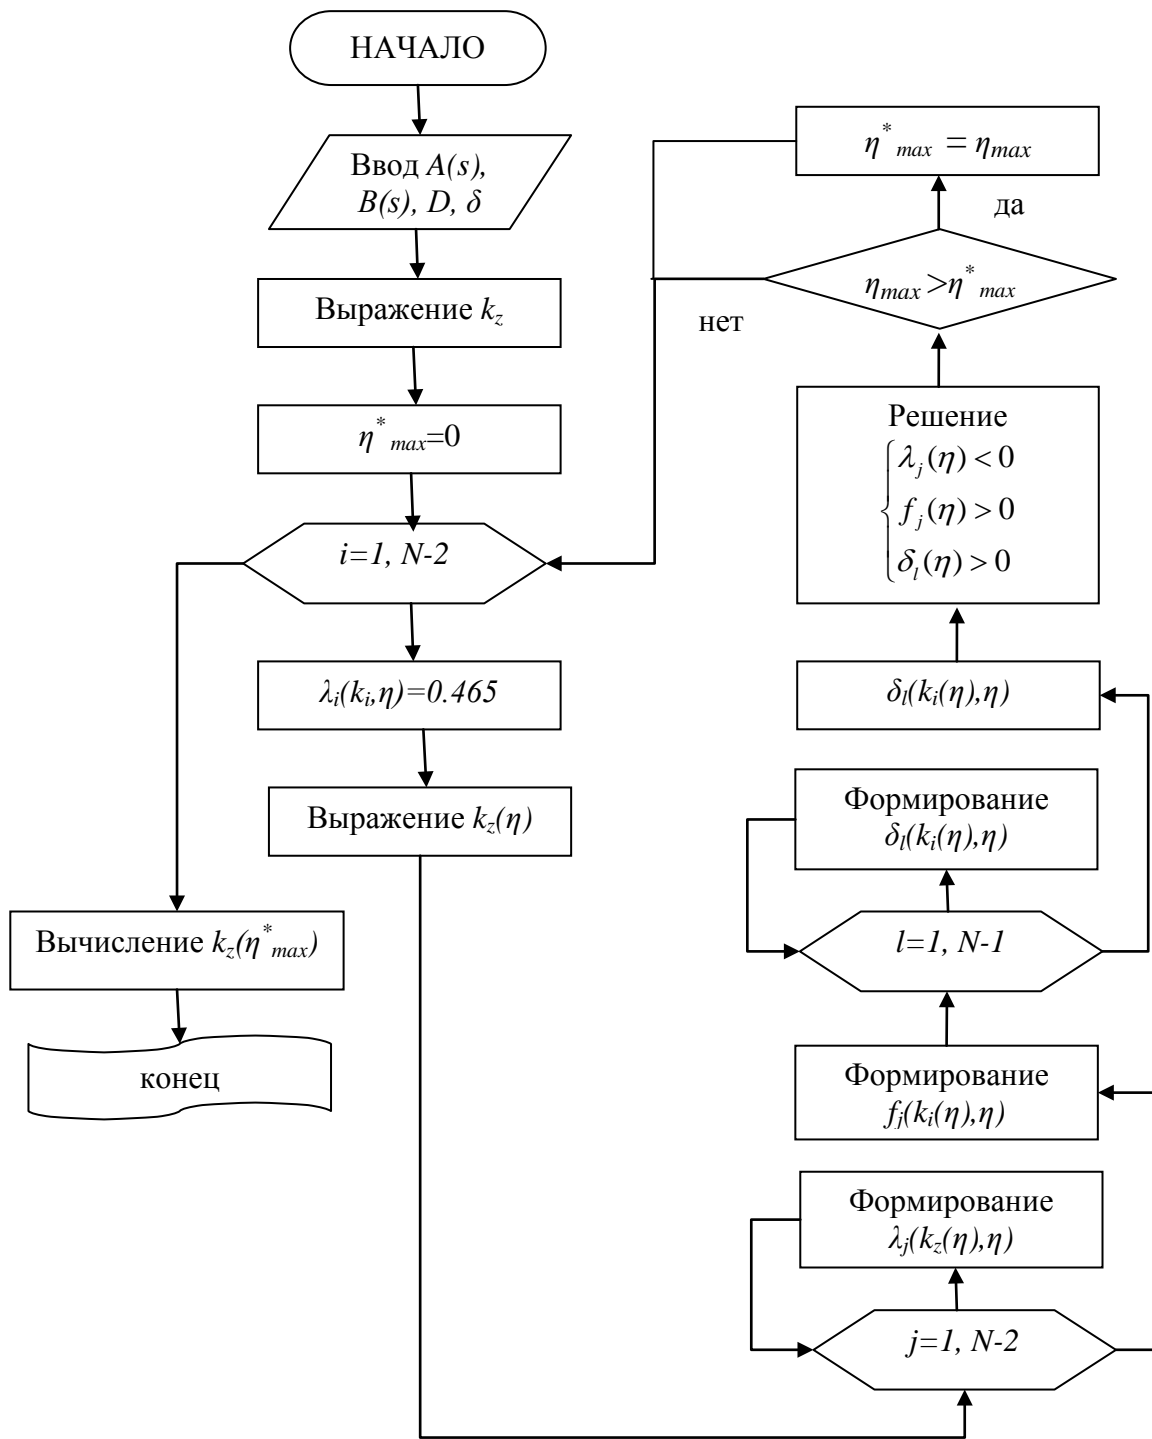 НАЧАЛО
Ввод A(s),
B(s), D, δ
Выражение k_z
η*_max=0
i=1, N-2
λ_i(k_i,η)=0.465
Выражение k_z(η)
Вычисление k_z(η*_max)
конец
η*_max = η_max
да
η_max>η*_max
нет
Решение
λ_j(η) < 0
f_j(η) > 0
δ_l(η) > 0
δ_l(k_i(η),η)
Формирование
δ_l(k_i(η),η)
l=1, N-1
Формирование
f_j(k_i(η),η)
Формирование
λ_j(k_z(η),η)
j=1, N-2